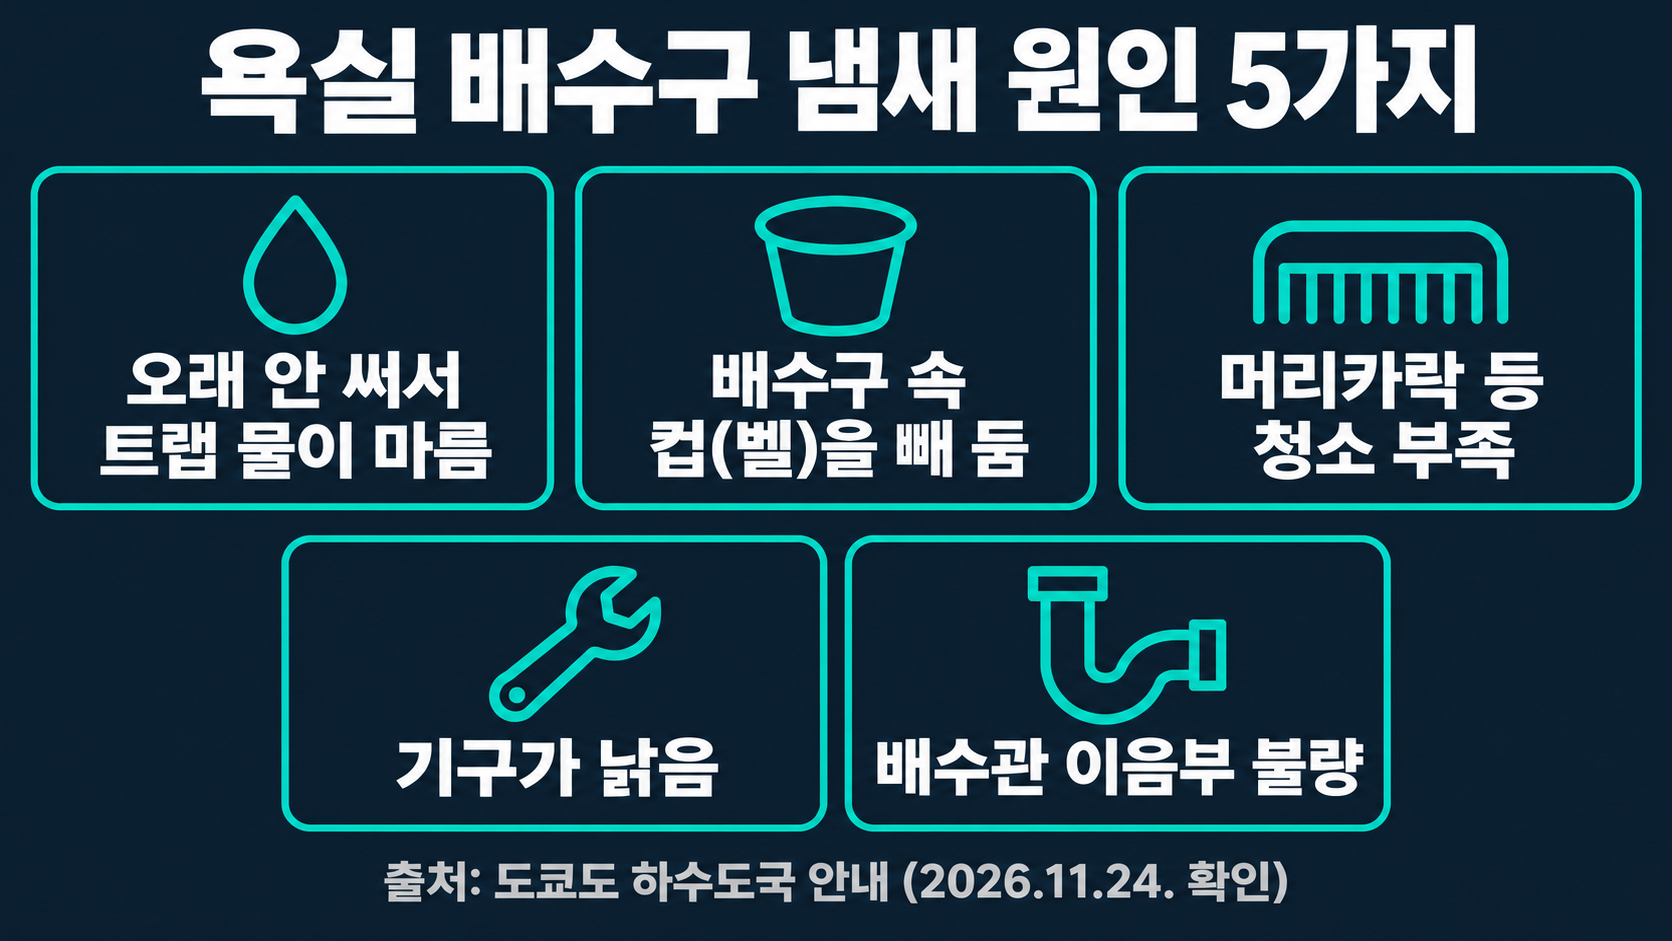 욕실 배수구 냄새 원인 5가지
오래 안 써서
트랩 물이 마름
배수구 속
컵(벨)을 빼 둠
머리카락 등
청소 부족
기구가 낡음
배수관 이음부 불량
출처: 도쿄도 하수도국 안내 (2026.11.24. 확인)